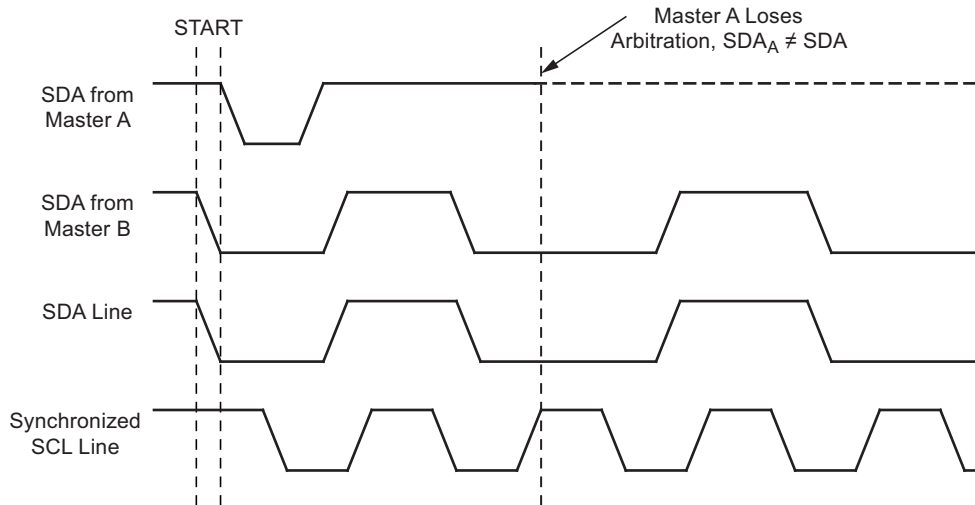 START
Master A Loses
Arbitration, SDAA ≠ SDA
SDA from
Master A
SDA from
Master B
SDA Line
Synchronized
SCL Line